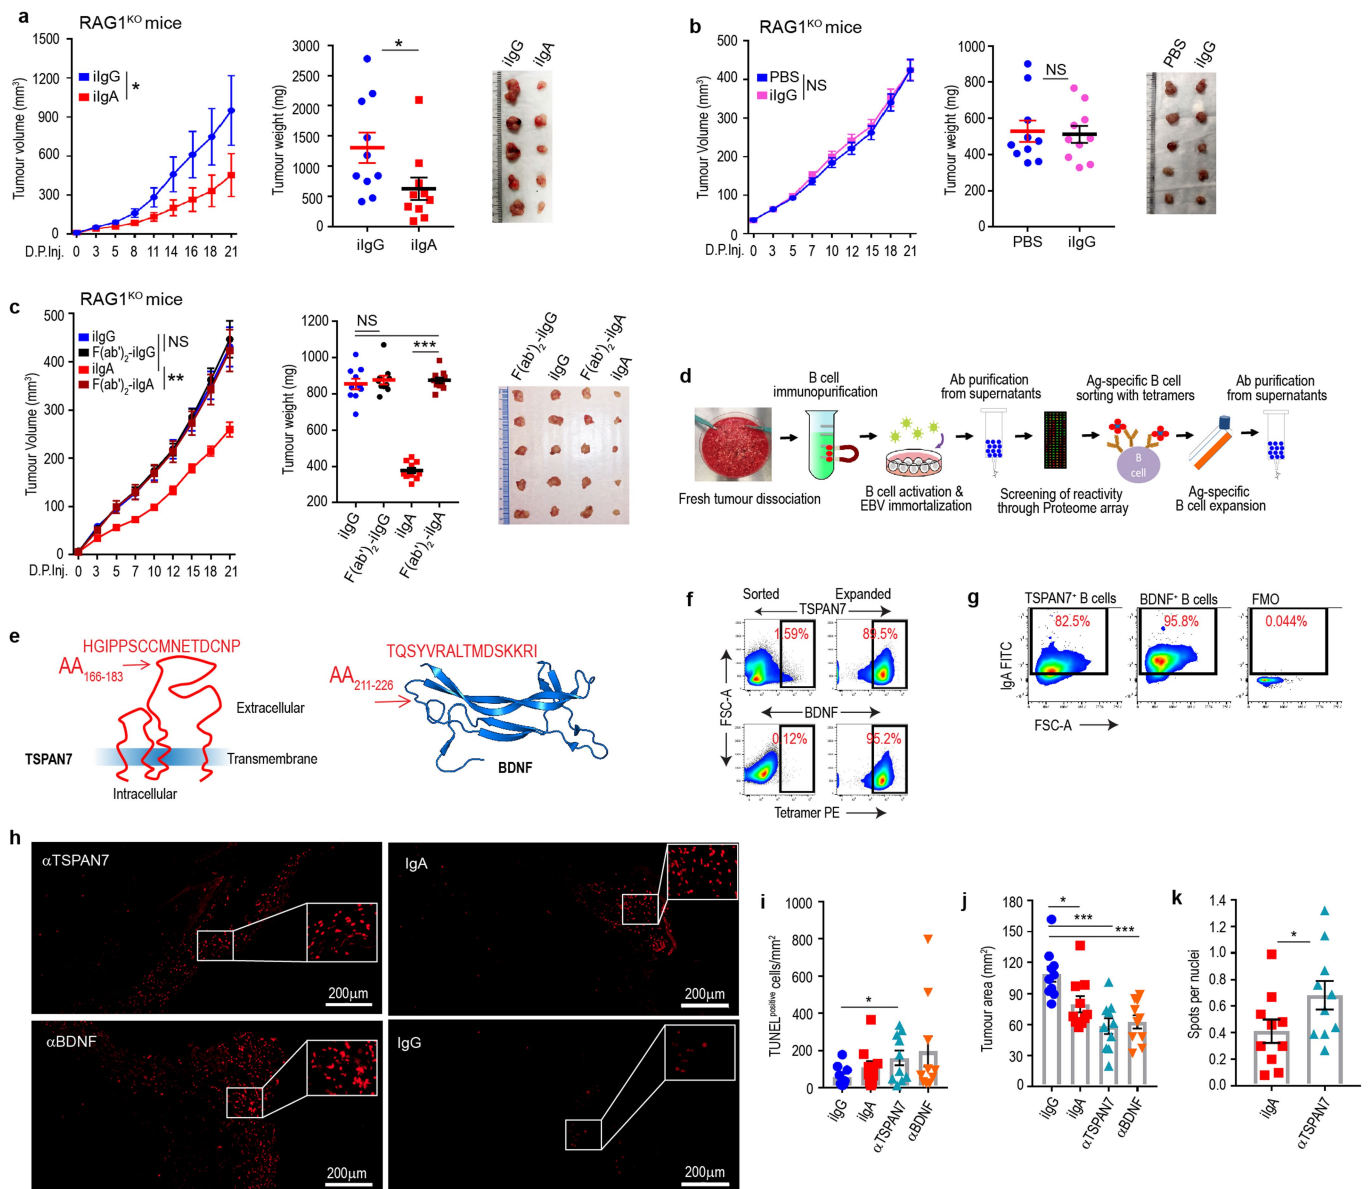 a
RAG1KO mice
1500
1200
900
600
300
0
Tumour volume (mm3)
iIgG
iIgA
*
D.P.Inj.
0 3 5 8 11 14 16 18 21
3000
2500
2000
1500
1000
500
0
Tumour weight (mg)
*
iIgG iIgA
iIgG iIgA
b
RAG1KO mice
500
400
300
200
100
0
Tumour Volume (mm3)
PBS
iIgG
NS
D.P.Inj.
0 3 5 7 10 12 15 18 21
1000
800
600
400
200
0
Tumour weight (mg)
NS
PBS iIgG
PBS iIgG
c
RAG1KO mice
500
400
300
200
100
0
Tumour Volume (mm3)
iIgG
F(ab')2-iIgG
iIgA
F(ab')2-iIgA
NS
**
D.P.Inj.
0 3 5 7 10 12 15 18 21
1200
1000
800
600
400
200
Tumour weight (mg)
NS
***
iIgG
F(ab')2-iIgG
iIgA
F(ab')2-iIgA
F(ab')2-iIgG
iIgG
F(ab')2-iIgA
iIgA
d
B cell
immunopurification
Ab purification
from supernatants
Ag-specific B cell
sorting with tetramers
Ab purification
from supernatants
B
cell
Fresh tumour dissociation
B cell activation &
EBV immortalization
Screening of reactivity
through Proteome array
Ag-specific
B cell expansion
e
HGIPPSCCMNETDCNP
AA166-183
Extracellular
TSPAN7
Transmembrane
Intracellular
TQSYVRALTMDSKKRI
AA211-226
BDNF
f
Sorted
Expanded
TSPAN7
1.59%
89.5%
FSC-A
BDNF
0.12%
95.2%
Tetramer PE
g
TSPAN7+ B cells
BDNF+ B cells
FMO
82.5%
95.8%
0.044%
IgA FITC
FSC-A
h
αTSPAN7
200μm
IgA
200μm
αBDNF
200μm
IgG
200μm
i
1000
800
600
400
200
0
TUNELpositive cells/mm2
*
iIgG
iIgA
αTSPAN7
αBDNF
j
180
150
120
90
60
30
0
Tumour area (mm2)
*
***
***
iIgG
iIgA
αTSPAN7
αBDNF
k
1.4
1.2
1.0
0.8
0.6
0.4
0.2
0.0
Spots per nuclei
*
iIgA
αTSPAN7